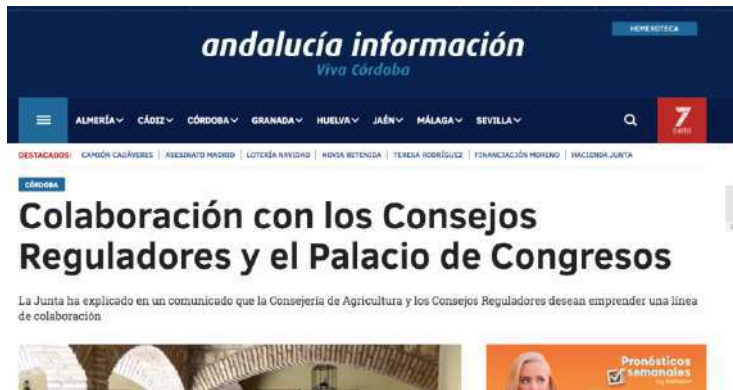 andalucía información
Viva Córdoba
HEMEROTECA
ALMERÍA CÁDIZ CÓRDOBA GRANADA HUELVA JAÉN MÁLAGA SEVILLA
7
DESTACADOS: CAMIÓN CADÁVERES | ASESINATO MADRID | LOTERÍA NAVIDAD | NOVIA RETENIDA | TERESA RODRÍGUEZ | FINANCIACIÓN MORENO | HACIENDA JUNTA
CÓRDOBA
Colaboración con los Consejos
Reguladores y el Palacio de Congresos
La Junta ha explicado en un comunicado que la Consejería de Agricultura y los Consejos Reguladores desean emprender una línea
de colaboración
Pronósticos
semanales